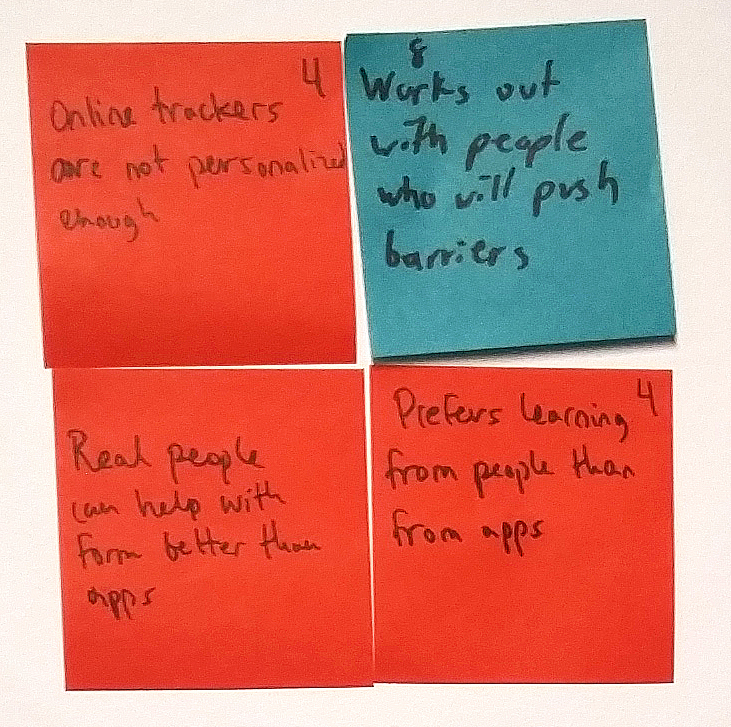 4
Online trackers
are not personalized
enough
8
Works out
with people
who will push
barriers
Real people
can help with
form better than
apps
4
Prefers learning
from people than
from apps